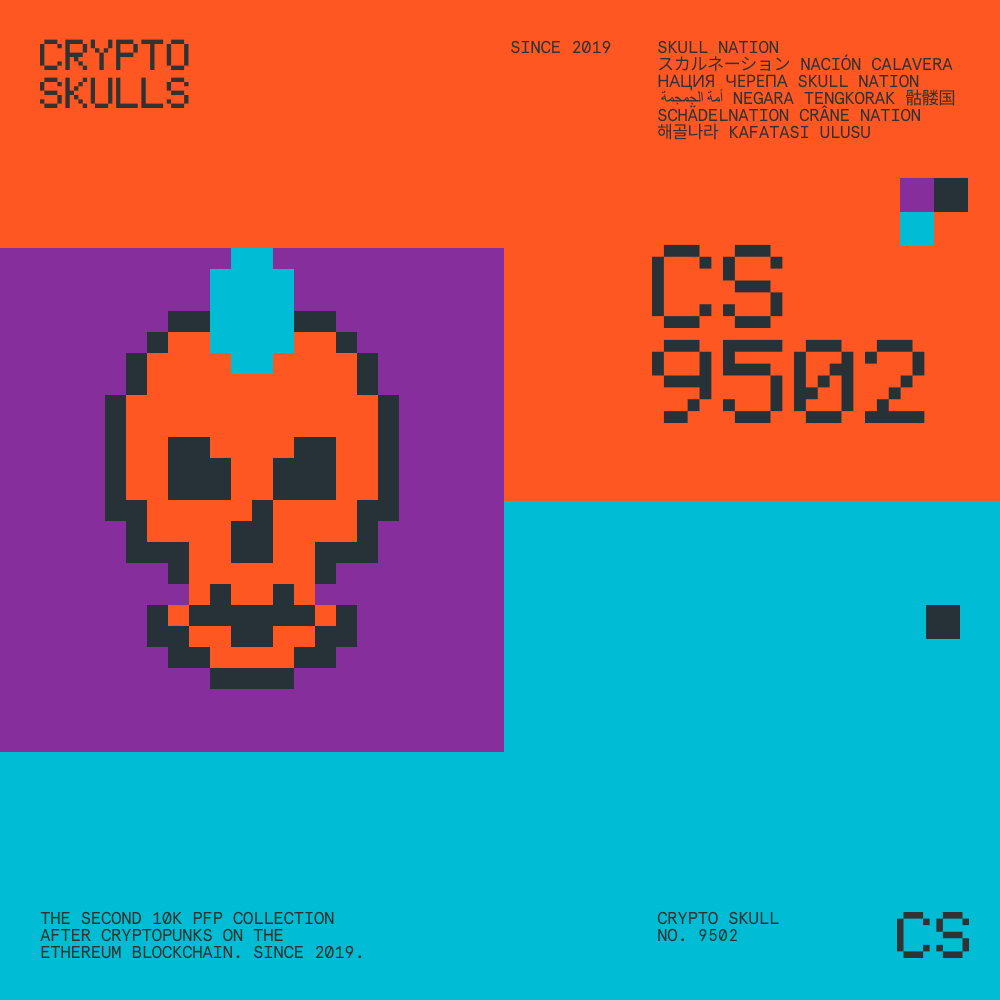 CRYPTO
SKULLS
SINCE 2019
SKULL NATION
スカルネーション NACIÓN CALAVERA
НАЦИЯ ЧЕРЕПА SKULL NATION
أمة الجمجمة NEGARA TENGKORAK 骷髅国
SCHÄDELNATION CRÂNE NATION
해골나라 KAFATASI ULUSU
CS
9502
THE SECOND 10K PFP COLLECTION
AFTER CRYPTOPUNKS ON THE
ETHEREUM BLOCKCHAIN. SINCE 2019.
CRYPTO SKULL
NO. 9502
CS